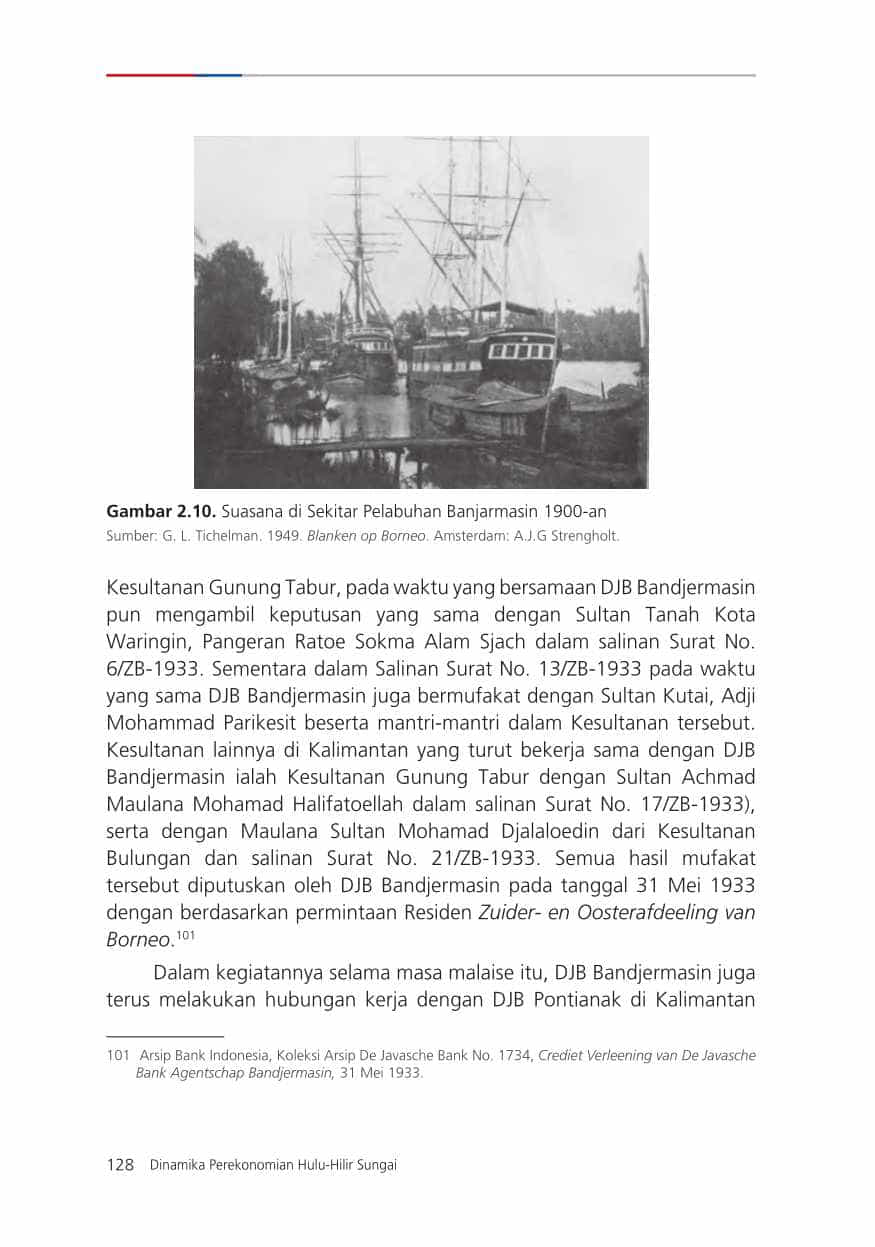 Gambar 2.10. Suasana di Sekitar Pelabuhan Banjarmasin 1900-an
Sumber: G. L. Tichelman. 1949. Blanken op Borneo. Amsterdam: A.J.G Strengholt.
Kesultanan Gunung Tabur, pada waktu yang bersamaan DJB Bandjermasin
pun mengambil keputusan yang sama dengan Sultan Tanah Kota
Waringin, Pangeran Ratoe Sokma Alam Sjach dalam salinan Surat No.
6/ZB-1933. Sementara dalam Salinan Surat No. 13/ZB-1933 pada waktu
yang sama DJB Bandjermasin juga bermufakat dengan Sultan Kutai, Adji
Mohammad Parikesit beserta mantri-mantri dalam Kesultanan tersebut.
Kesultanan lainnya di Kalimantan yang turut bekerja sama dengan DJB
Bandjermasin ialah Kesultanan Gunung Tabur dengan Sultan Achmad
Maulana Mohamad Halifatoellah dalam salinan Surat No. 17/ZB-1933),
serta dengan Maulana Sultan Mohamad Djalaloedin dari Kesultanan
Bulungan dan salinan Surat No. 21/ZB-1933. Semua hasil mufakat
tersebut diputuskan oleh DJB Bandjermasin pada tanggal 31 Mei 1933
dengan berdasarkan permintaan Residen Zuider- en Oosterafdeeling van
Borneo.101
Dalam kegiatannya selama masa malaise itu, DJB Bandjermasin juga
terus melakukan hubungan kerja dengan DJB Pontianak di Kalimantan
101 Arsip Bank Indonesia, Koleksi Arsip De Javasche Bank No. 1734, Crediet Verleening van De Javasche
Bank Agentschap Bandjermasin, 31 Mei 1933.
128 Dinamika Perekonomian Hulu-Hilir Sungai